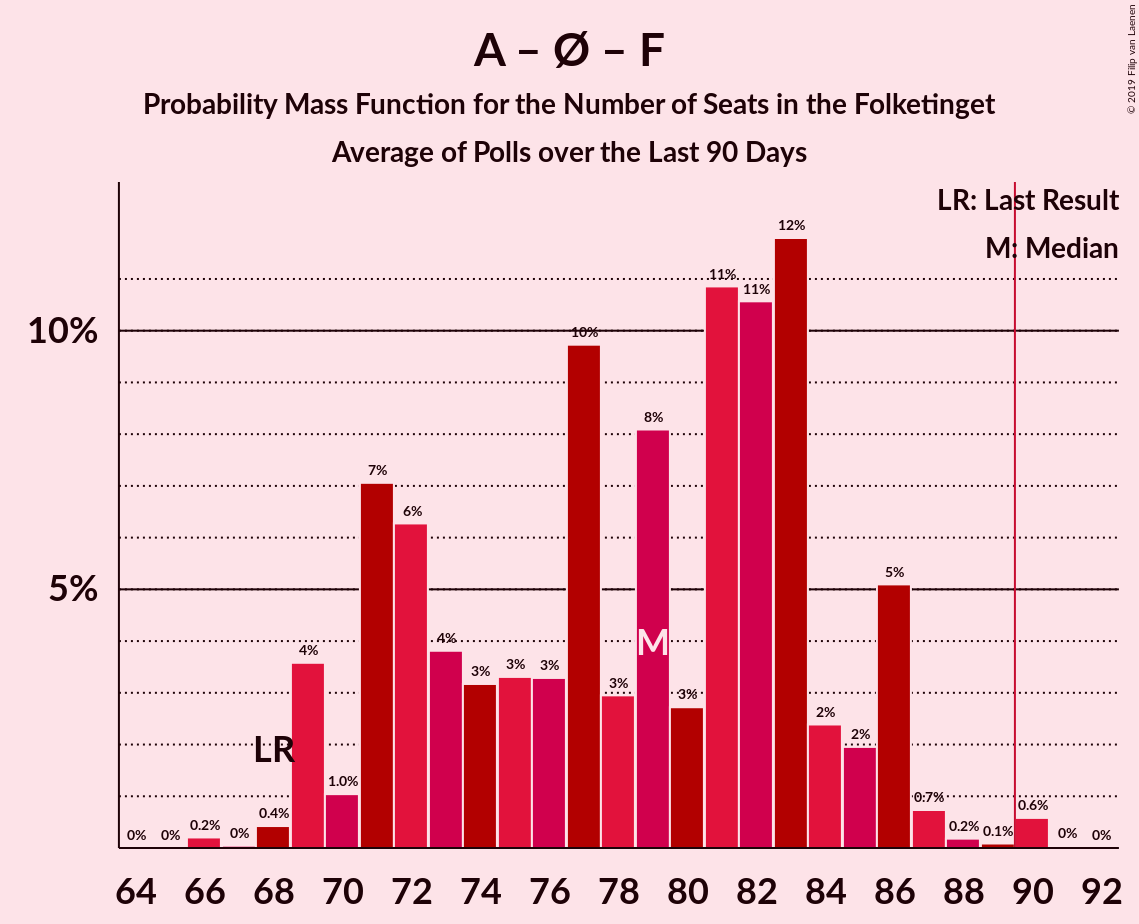 A – Ø – F
Probability Mass Function for the Number of Seats in the Folketinget
Average of Polls over the Last 90 Days
© 2019 Filip van Laenen
LR: Last Result
M: Median
10%
5%
0% 0% 0.2% 0% 0.4% 4% 1.0% 7% 6% 4% 3% 3% 3% 10% 3% 8% 3% 11% 11% 12% 2% 2% 5% 0.7% 0.2% 0.1% 0.6% 0% 0%
M
LR
64 66 68 70 72 74 76 78 80 82 84 86 88 90 92